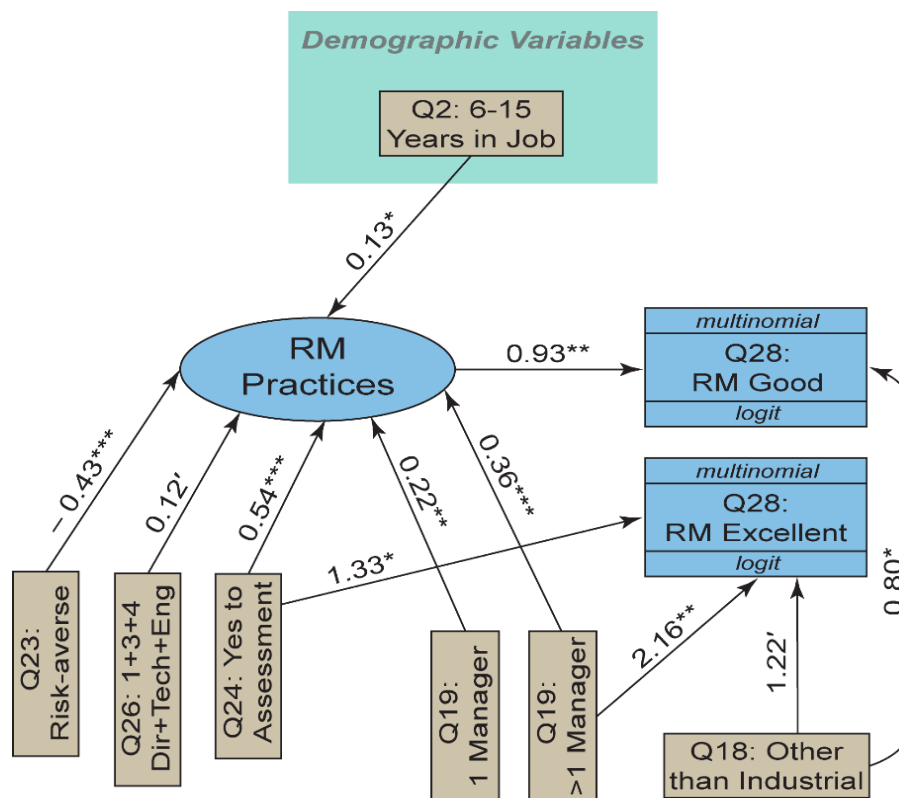 Demographic Variables
Q2: 6-15
Years in Job
0.13*
RM
Practices
0.93**
multinomial
Q28:
RM Good
logit
multinomial
Q28:
RM Excellent
logit
– 0.43***
0.12′
0.54***
0.22**
0.36***
1.33*
2.16**
1.22′
0.80*
Q23:
Risk-averse
Q26: 1+3+4
Dir+Tech+Eng
Q24: Yes to
Assessment
Q19:
1 Manager
Q19:
>1 Manager
Q18: Other
than Industrial